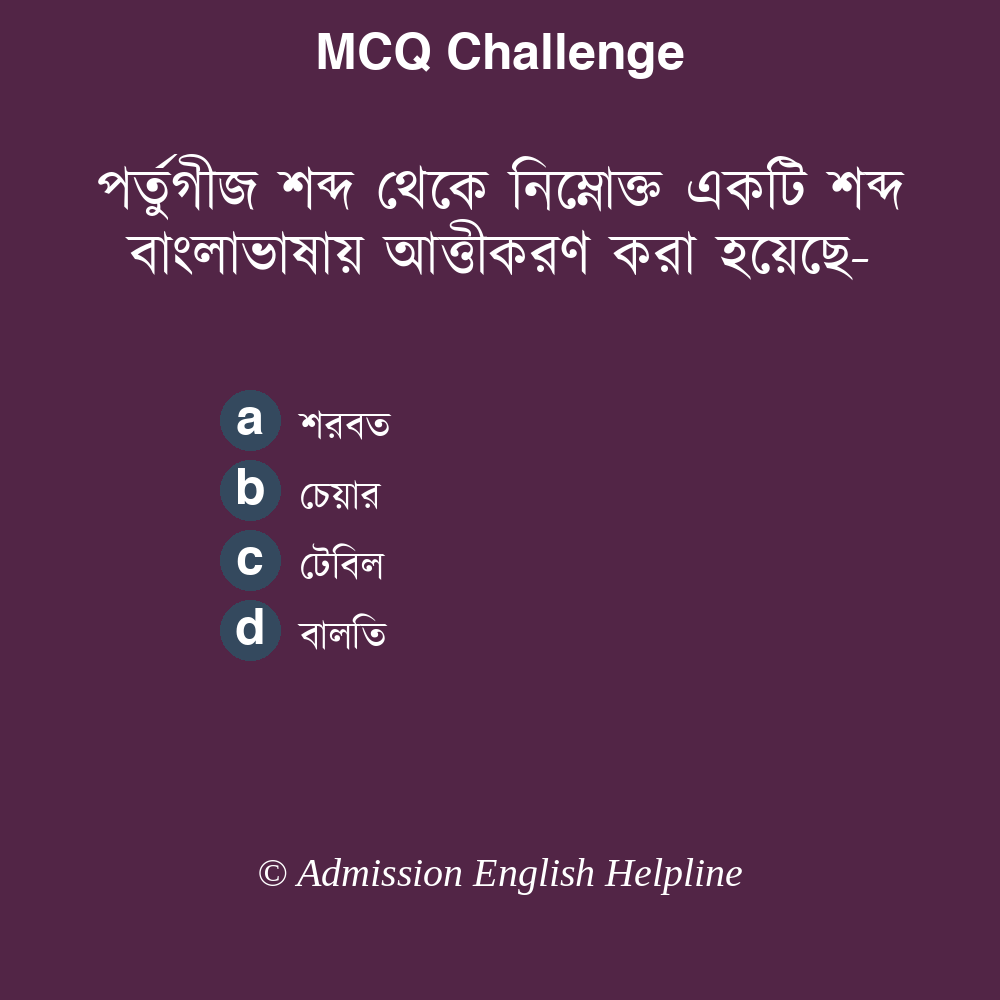 MCQ Challenge
পর্তুগীজ শব্দ থেকে নিম্নোক্ত একটি শব্দ
বাংলাভাষায় আত্তীকরণ করা হয়েছে-
a শরবত
b চেয়ার
c টেবিল
d বালতি
© Admission English Helpline